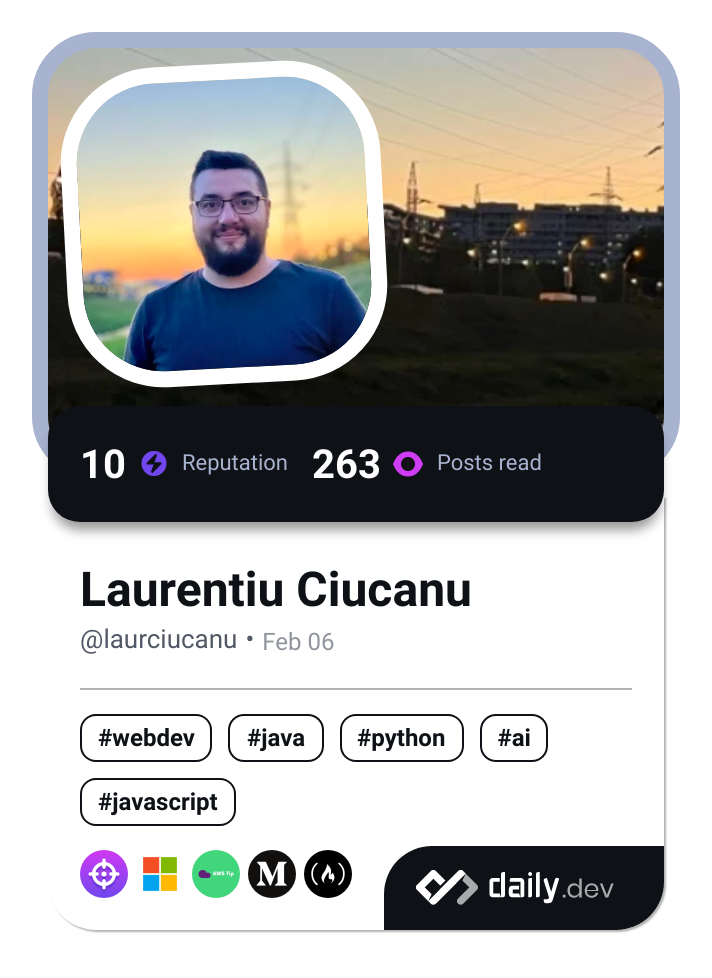 10 Reputation 263 Posts read
Laurentiu Ciucanu
@laurciucanu • Feb 06
#webdev #java #python #ai
#javascript
AWS Tip M
daily.dev